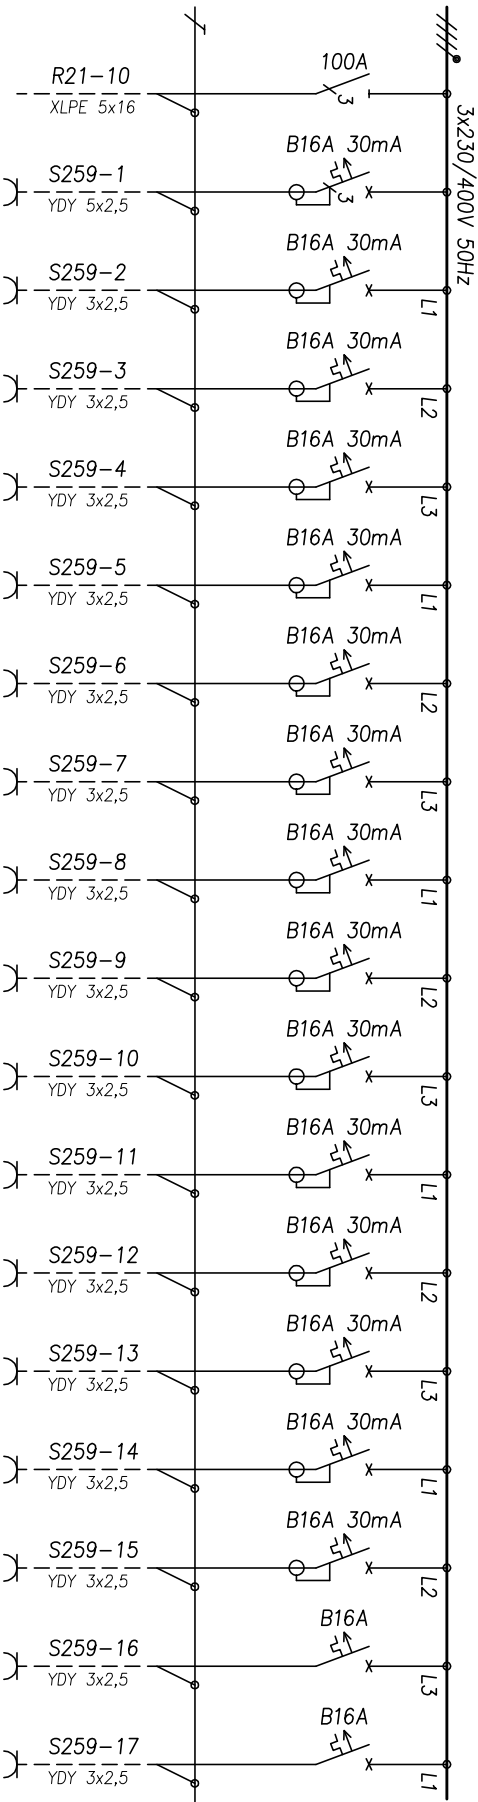 100A
R21-10
XLPE 5x16
3
3x230/400V 50Hz
B16A 30mA
S259-1
YDY 5x2,5
3
B16A 30mA
S259-2
YDY 3x2,5
L1
B16A 30mA
S259-3
YDY 3x2,5
L2
B16A 30mA
S259-4
YDY 3x2,5
L3
B16A 30mA
S259-5
YDY 3x2,5
L1
B16A 30mA
S259-6
YDY 3x2,5
L2
B16A 30mA
S259-7
YDY 3x2,5
L3
B16A 30mA
S259-8
YDY 3x2,5
L1
B16A 30mA
S259-9
YDY 3x2,5
L2
B16A 30mA
S259-10
YDY 3x2,5
L3
B16A 30mA
S259-11
YDY 3x2,5
L1
B16A 30mA
S259-12
YDY 3x2,5
L2
B16A 30mA
S259-13
YDY 3x2,5
L3
B16A 30mA
S259-14
YDY 3x2,5
L1
B16A 30mA
S259-15
YDY 3x2,5
L2
B16A
S259-16
YDY 3x2,5
L3
B16A
S259-17
YDY 3x2,5
L1